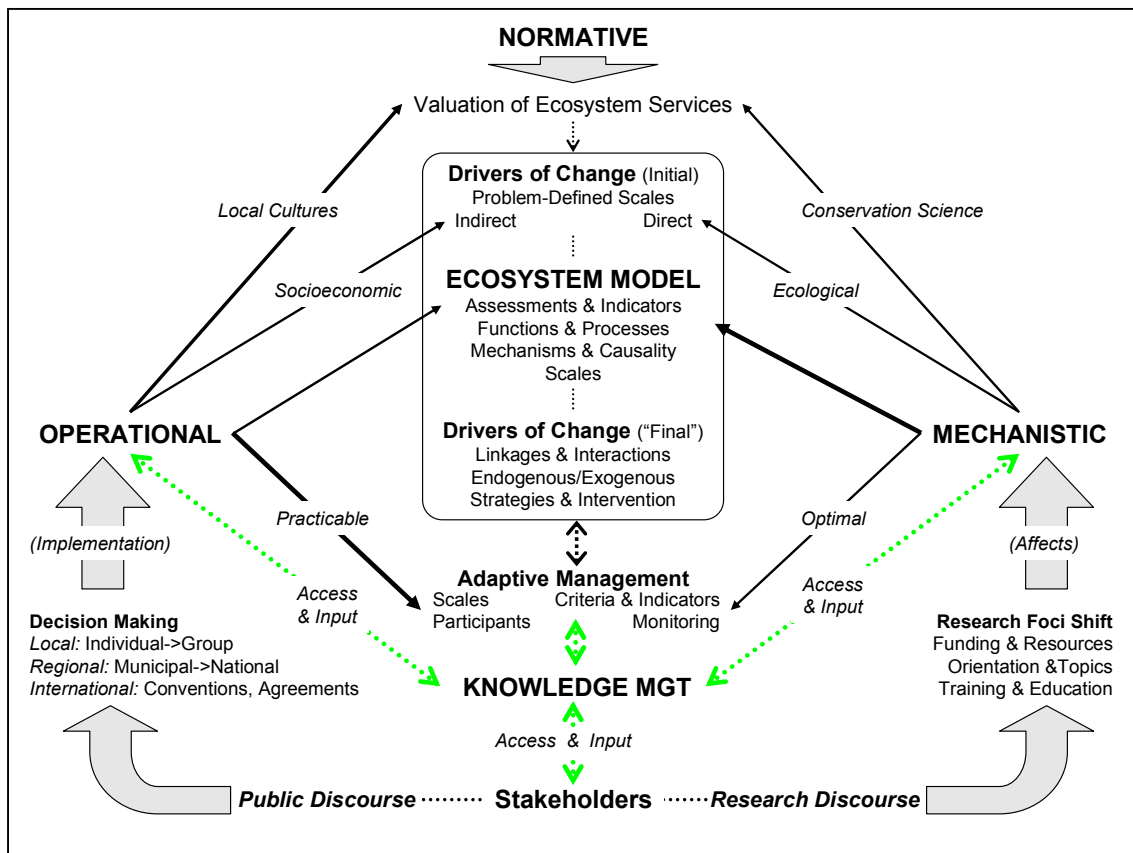 NORMATIVE
Valuation of Ecosystem Services
Drivers of Change (Initial)
Problem-Defined Scales
Indirect Direct
Local Cultures
Conservation Science
Socioeconomic
Ecological
ECOSYSTEM MODEL
Assessments & Indicators
Functions & Processes
Mechanisms & Causality
Scales
OPERATIONAL
MECHANISTIC
Drivers of Change ("Final")
Linkages & Interactions
Endogenous/Exogenous
Strategies & Intervention
Practicable
Optimal
(Implementation)
(Affects)
Adaptive Management
Scales Criteria & Indicators
Participants Monitoring
Access
& Input
Access
& Input
Decision Making
Local: Individual->Group
Regional: Municipal->National
International: Conventions, Agreements
Research Foci Shift
Funding & Resources
Orientation &Topics
Training & Education
KNOWLEDGE MGT
Access & Input
Public Discourse Stakeholders Research Discourse